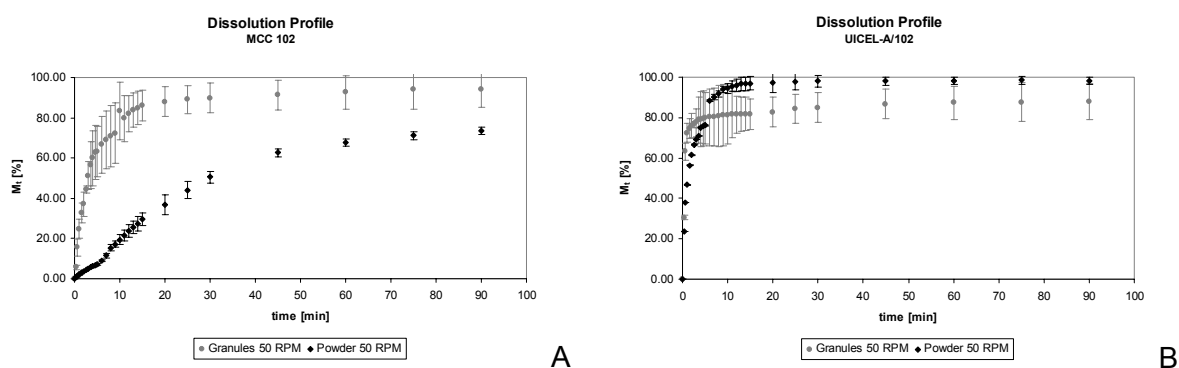 Dissolution Profile
MCC 102
100.00
80.00
60.00
40.00
20.00
0.00
Mt [%]
0 10 20 30 40 50 60 70 80 90 100
time [min]
Granules 50 RPM Powder 50 RPM
A
Dissolution Profile
UICEL-A/102
100.00
80.00
60.00
40.00
20.00
0.00
Mt [%]
0 10 20 30 40 50 60 70 80 90 100
time [min]
Granules 50 RPM Powder 50 RPM
B